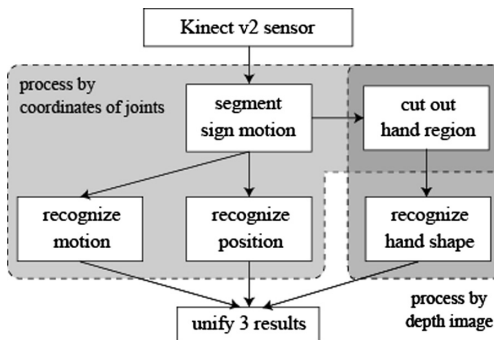 Kinect v2 sensor
process by
coordinates of joints
segment
sign motion
cut out
hand region
recognize
motion
recognize
position
recognize
hand shape
process by
depth image
unify 3 results